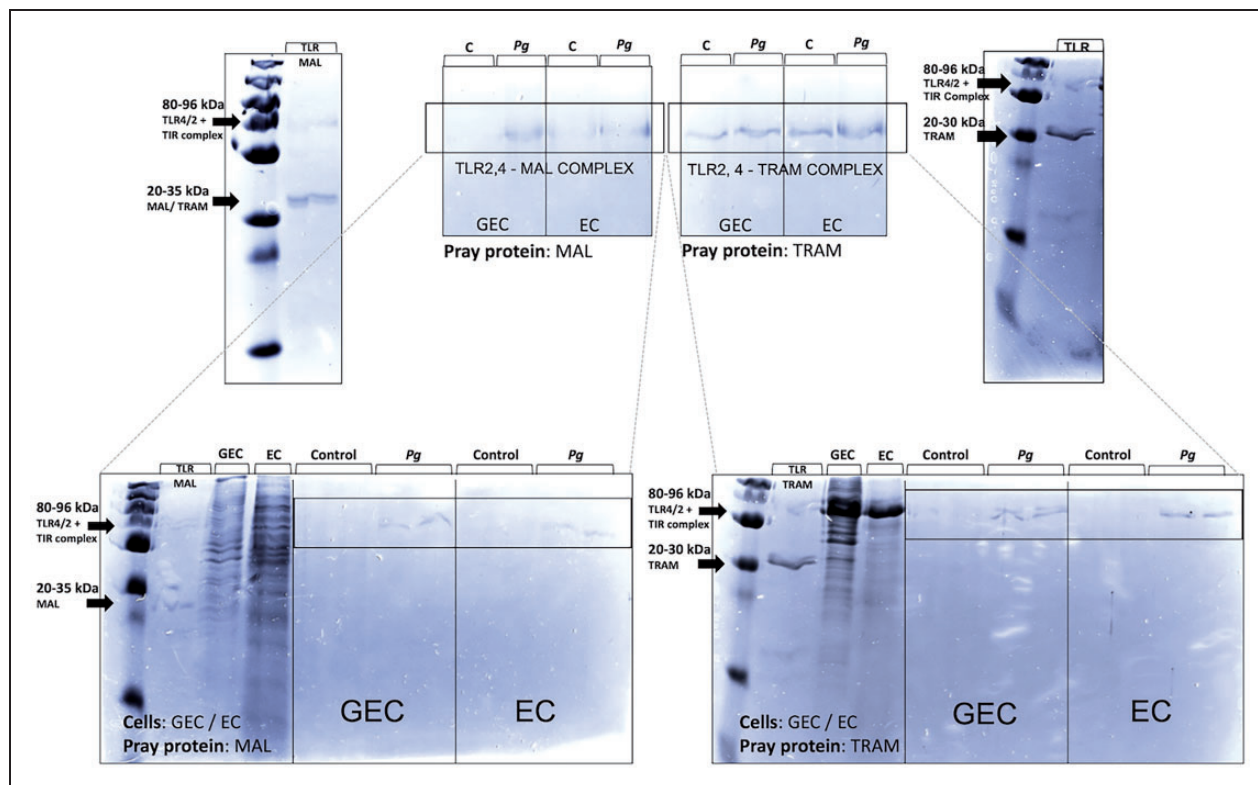 TLR
MAL
80-96 kDa
TLR4/2 +
TIR complex
20-35 kDa
MAL/ TRAM
C Pg C Pg
TLR2,4 - MAL COMPLEX
GEC EC
Pray protein: MAL
C Pg C Pg
TLR2, 4 - TRAM COMPLEX
GEC EC
Pray protein: TRAM
TLR
80-96 kDa
TLR4/2 +
TIR Complex
20-30 kDa
TRAM
TLR GEC EC Control Pg Control Pg
MAL
80-96 kDa
TLR4/2 +
TIR complex
20-35 kDa
MAL
GEC EC
Cells: GEC / EC
Pray protein: MAL
TLR GEC EC Control Pg Control Pg
TRAM
80-96 kDa
TLR4/2 +
TIR complex
20-30 kDa
TRAM
GEC EC
Cells: GEC / EC
Pray protein: TRAM